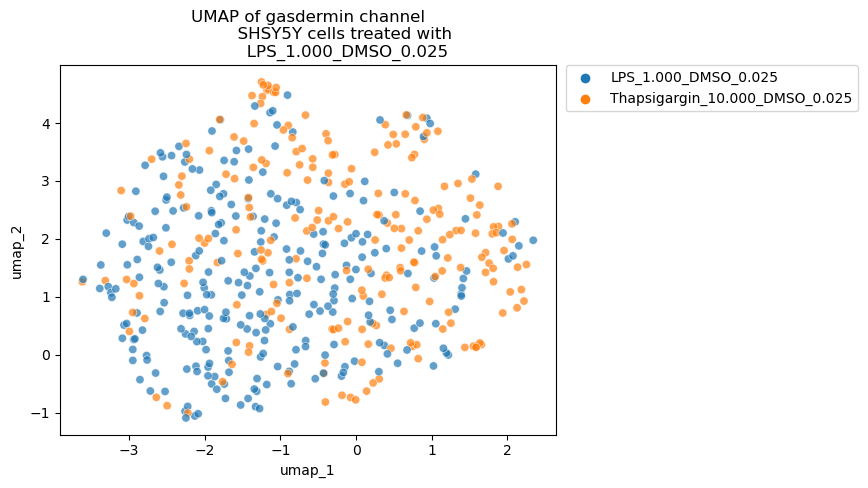 UMAP of gasdermin channel
SHSY5Y cells treated with
LPS_1.000_DMSO_0.025
LPS_1.000_DMSO_0.025
Thapsigargin_10.000_DMSO_0.025
umap_2
4
3
2
1
0
−1
−3
−2
−1
0
1
2
umap_1